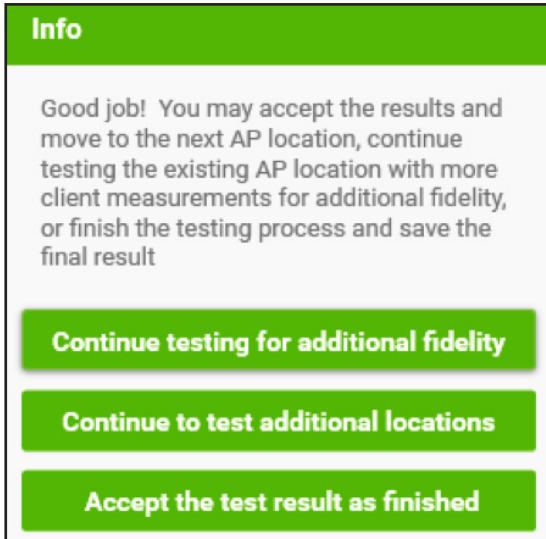 Info
Good job! You may accept the results and
move to the next AP location, continue
testing the existing AP location with more
client measurements for additional fidelity,
or finish the testing process and save the
final result
Continue testing for additional fidelity
Continue to test additional locations
Accept the test result as finished